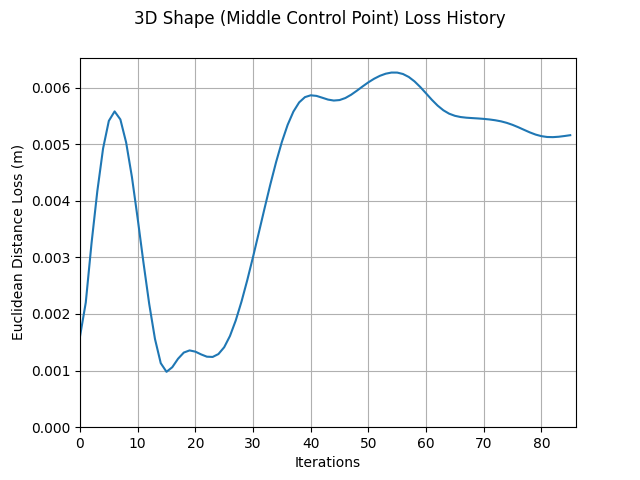 3D Shape (Middle Control Point) Loss History
Euclidean Distance Loss (m)
0.006
0.005
0.004
0.003
0.002
0.001
0.000
0 10 20 30 40 50 60 70 80
Iterations